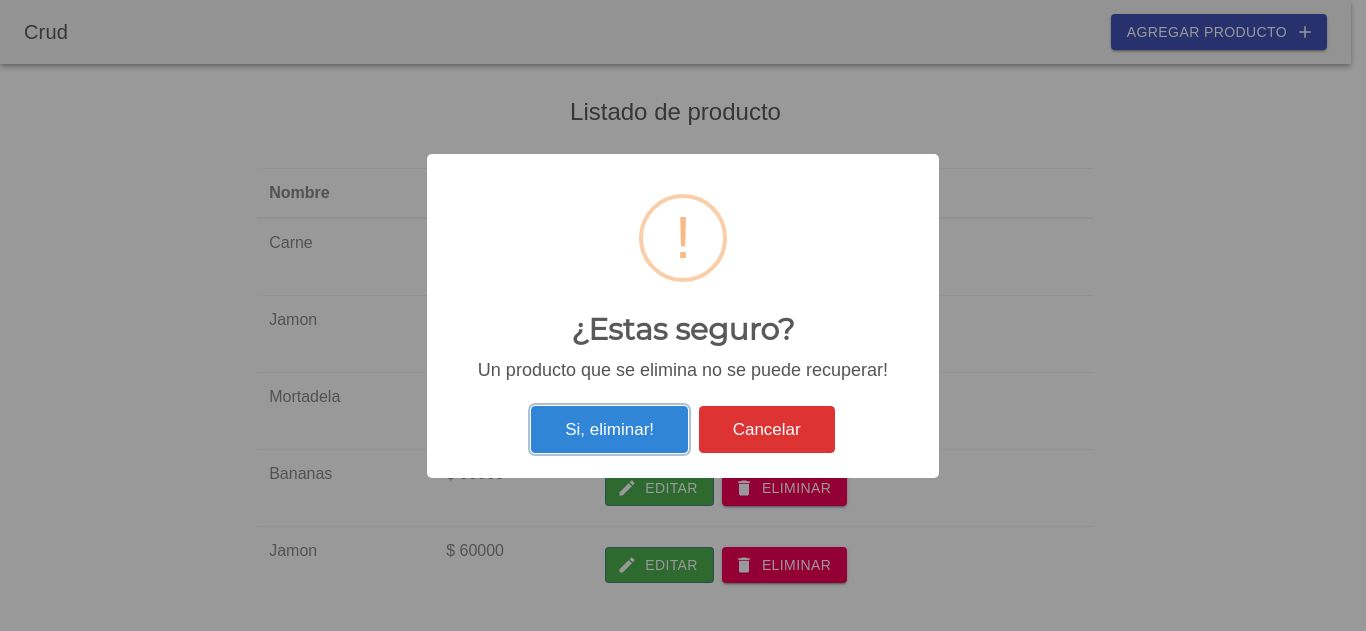 Crud
AGREGAR PRODUCTO
Listado de producto
Nombre
Carne
Jamon
Mortadela
!
¿Estas seguro?
Un producto que se elimina no se puede recuperar!
Si, eliminar!
Cancelar
Bananas EDITAR ELIMINAR
Jamon $ 60000 EDITAR ELIMINAR